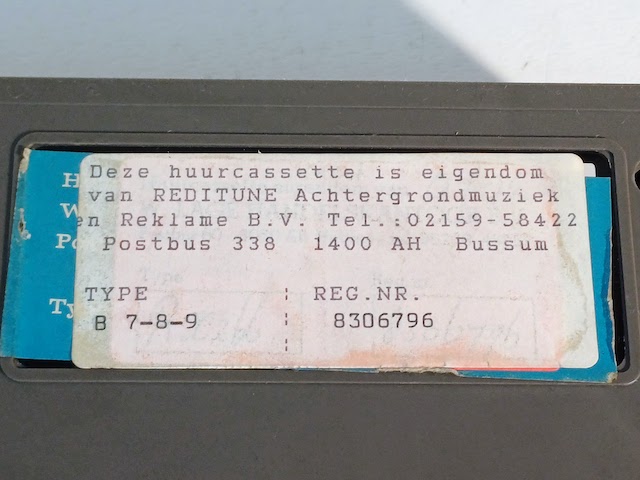 Deze huurcassette is eigendom
van REDITUNE Achtergrondmuziek
en Reklame B.V. Tel.:02159-58422
Postbus 338 1400 AH Bussum
TYPE : REG.NR.
B 7-8-9 : 8306796